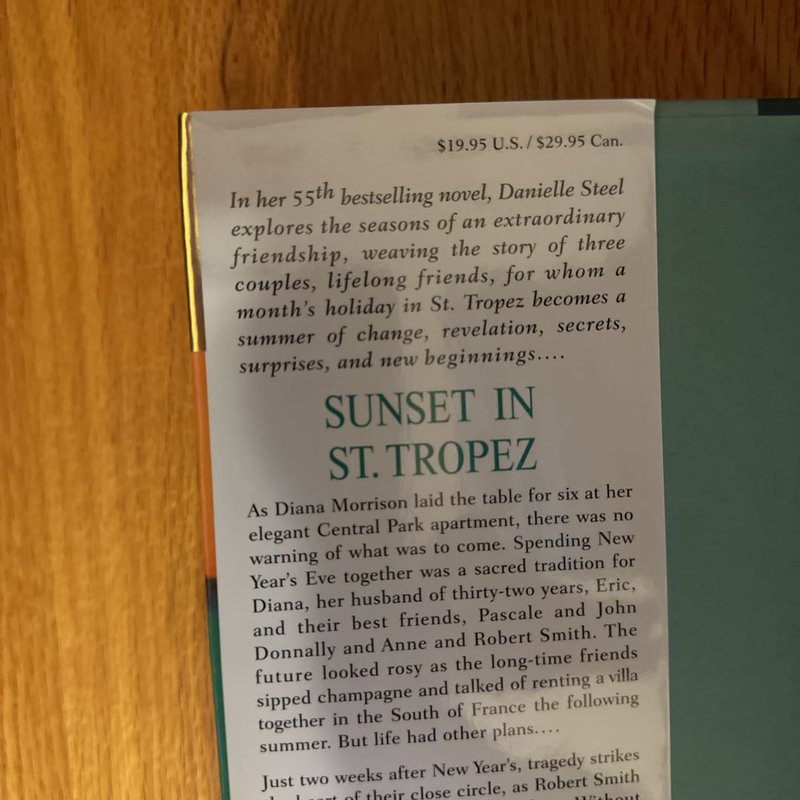 $19.95 U.S. / $29.95 Can.
In her 55th bestselling novel, Danielle Steel
explores the seasons of an extraordinary
friendship, weaving the story of three
couples, lifelong friends, for whom a
month's holiday in St. Tropez becomes a
summer of change, revelation, secrets,
surprises, and new beginnings....
SUNSET IN
ST. TROPEZ
As Diana Morrison laid the table for six at her
elegant Central Park apartment, there was no
warning of what was to come. Spending New
Year's Eve together was a sacred tradition for
Diana, her husband of thirty-two years, Eric,
and their best friends, Pascale and John
Donnally and Anne and Robert Smith. The
future looked rosy as the long-time friends
sipped champagne and talked of renting a villa
together in the South of France the following
summer. But life had other plans....
Just two weeks after New Year's, tragedy strikes
of their close circle, as Robert Smith
Without